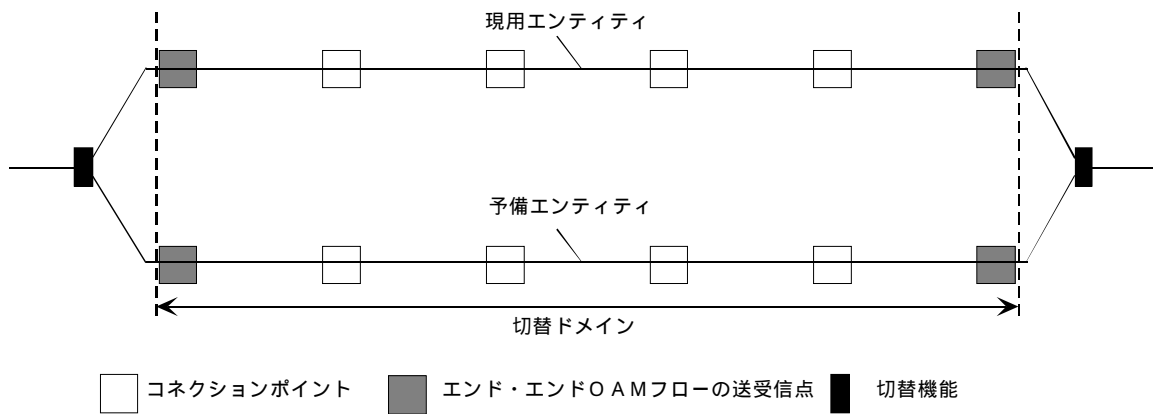 現用エンティティ
予備エンティティ
切替ドメイン
コネクションポイント エンド・エンドＯＡＭフローの送受信点 切替機能